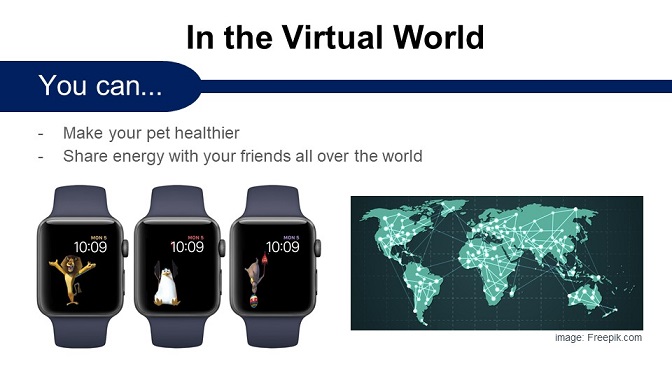 In the Virtual World
You can...
- Make your pet healthier
- Share energy with your friends all over the world
MON 5
10:09
MON 5
10:09
MON 5
10:09
image: Freepik.com